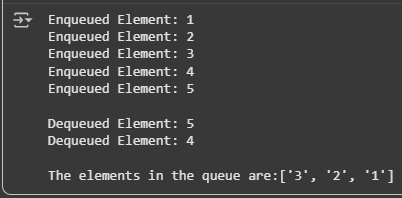 Enqueued Element: 1
Enqueued Element: 2
Enqueued Element: 3
Enqueued Element: 4
Enqueued Element: 5
Dequeued Element: 5
Dequeued Element: 4
The elements in the queue are:['3', '2', '1']